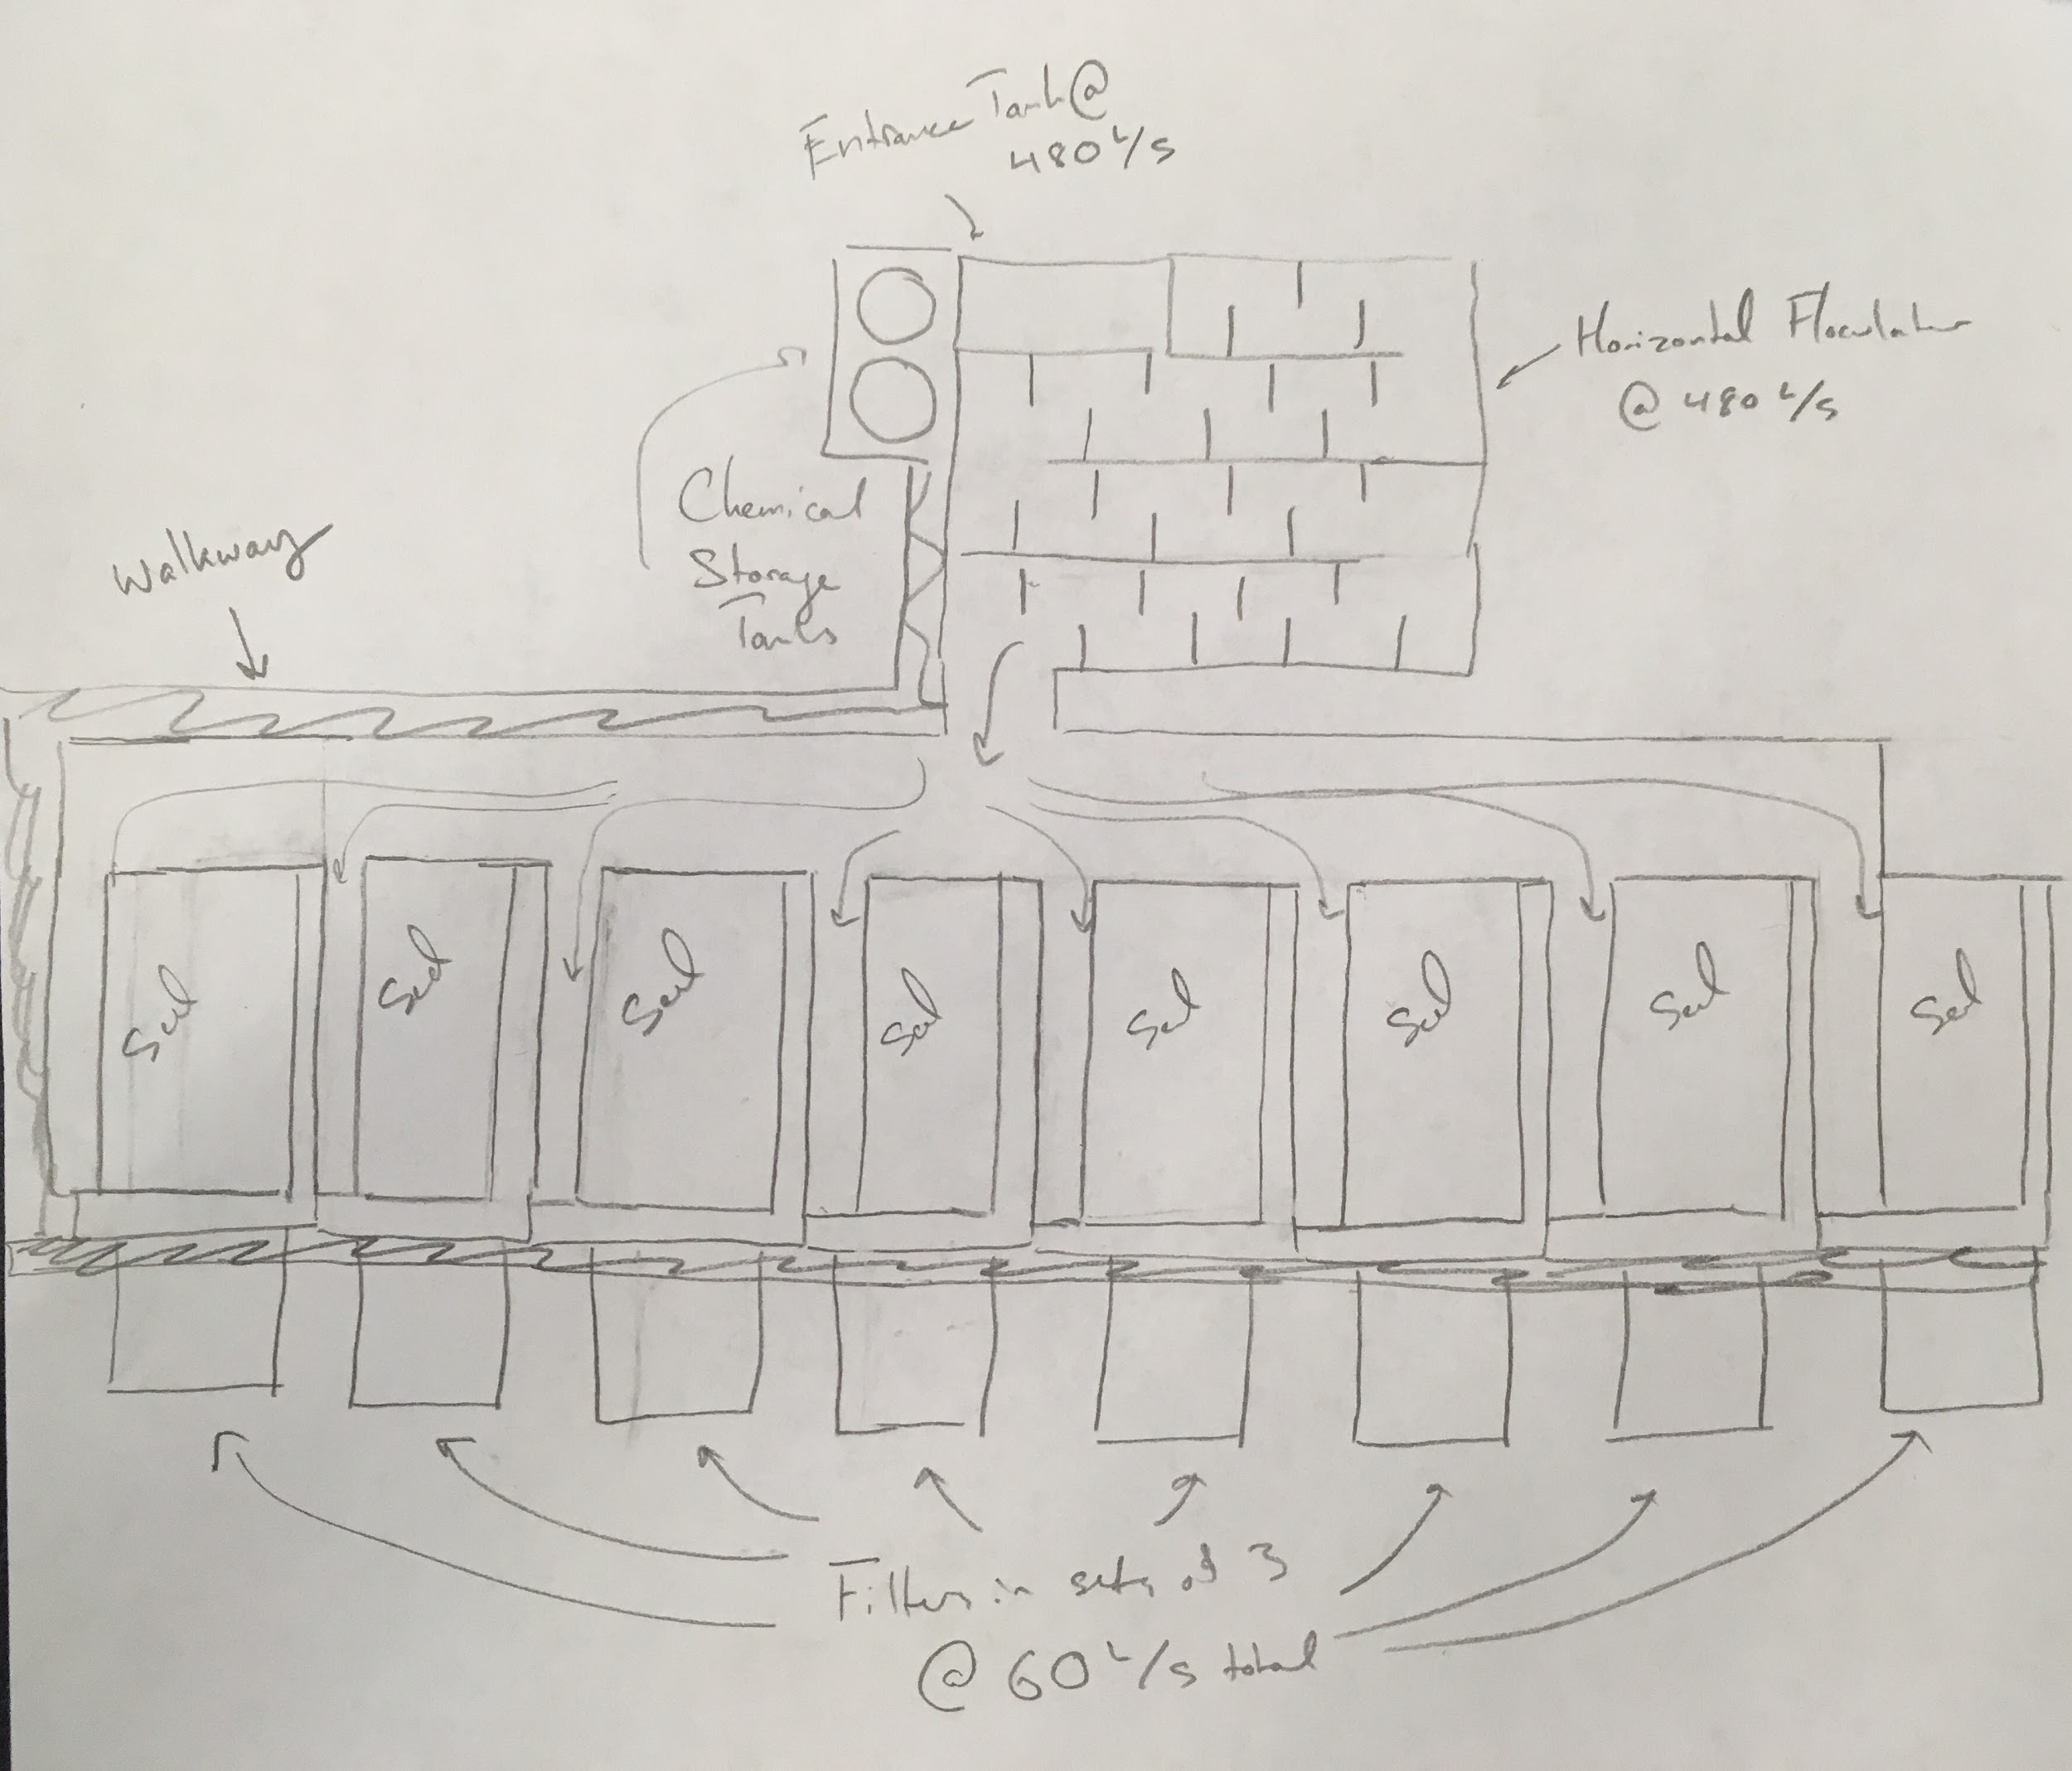 Entrance Tank @
480 L/s
Horizontal Floculator
@ 480 L/s
Chemical
Storage
Tanks
Walkway
Sed
Sed
Sed
Sed
Sed
Sed
Sed
Sed
Filters in sets of 3
@ 60 L/s total